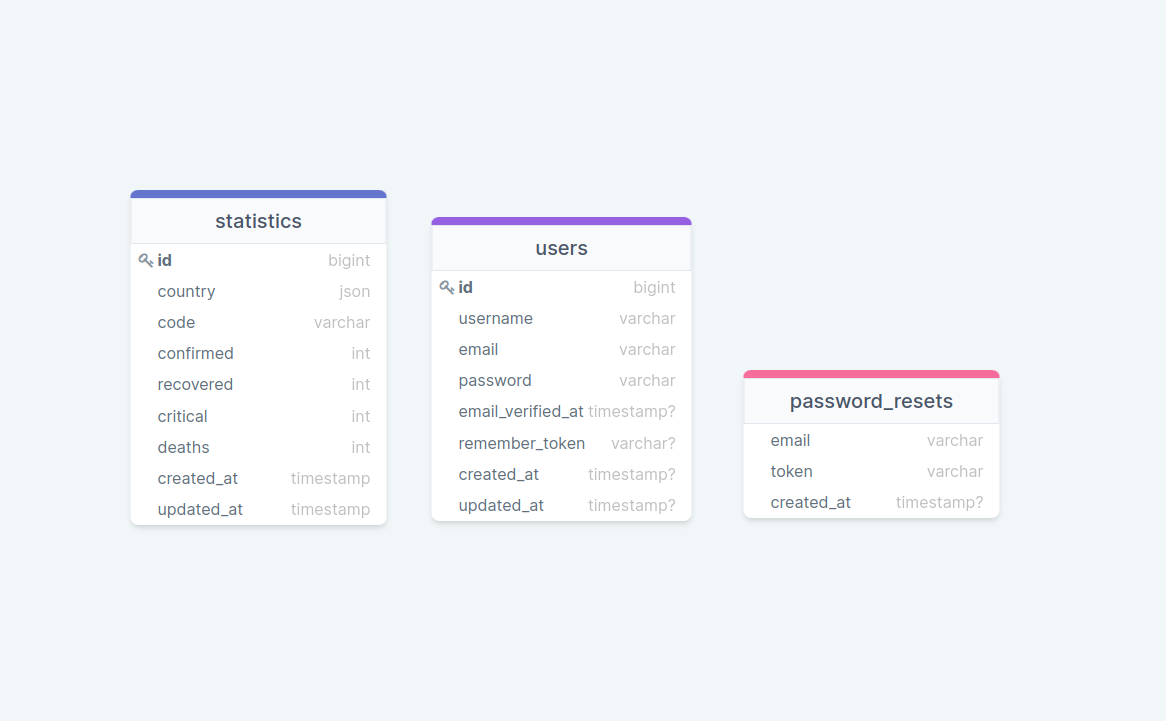 statistics
id bigint
country json
code varchar
confirmed int
recovered int
critical int
deaths int
created_at timestamp
updated_at timestamp
users
id bigint
username varchar
email varchar
password varchar
email_verified_at timestamp?
remember_token varchar?
created_at timestamp?
updated_at timestamp?
password_resets
email varchar
token varchar
created_at timestamp?